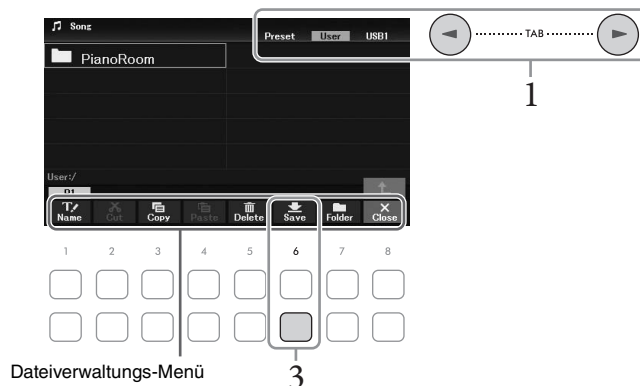 Song
Preset User USB1
TAB
PianoRoom
1
User:/
P1
Name Cut Copy Paste Delete Save Folder Close
1 2 3 4 5 6 7 8
Dateiverwaltungs-Menü
3